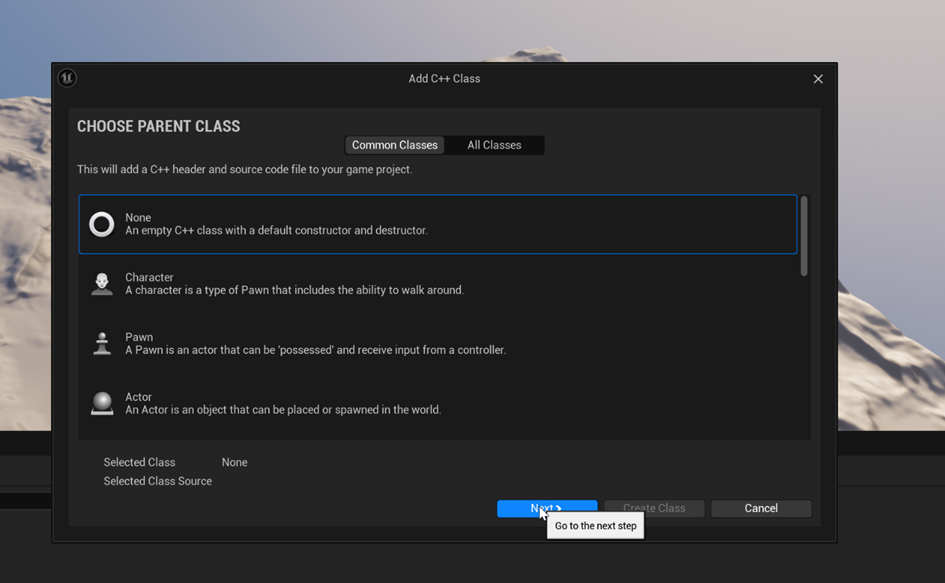 Add C++ Class
CHOOSE PARENT CLASS
Common Classes
All Classes
This will add a C++ header and source code file to your game project.
None
An empty C++ class with a default constructor and destructor.
Character
A character is a type of Pawn that includes the ability to walk around.
Pawn
A Pawn is an actor that can be 'possessed' and receive input from a controller.
Actor
An Actor is an object that can be placed or spawned in the world.
Selected Class None
Selected Class Source
Next
Create Class
Cancel
Go to the next step